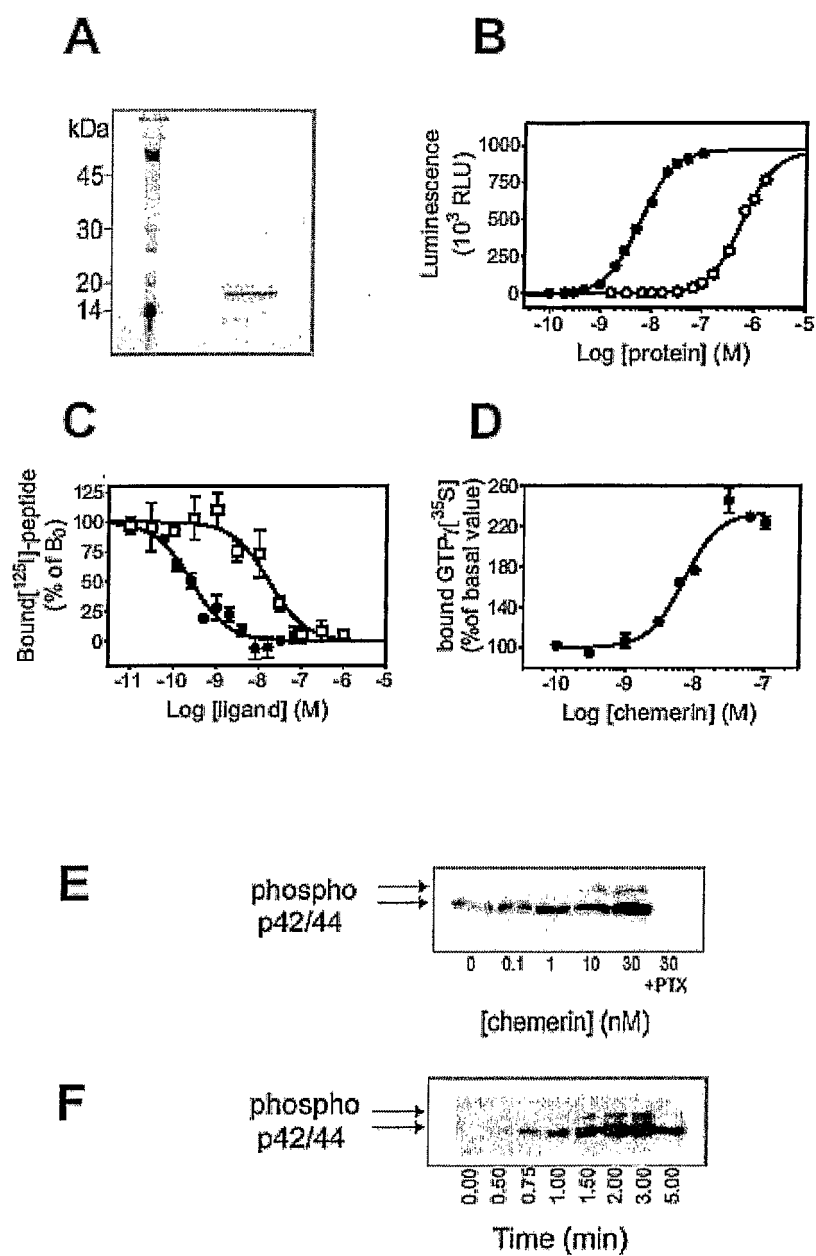 A
kDa
45
30
20
14
B
Luminescence
(10³ RLU)
1000
750
500
250
0
-10 -9 -8 -7 -6 -5
Log [protein] (M)
C
Bound[¹²⁵I]-peptide
(% of B₀)
125
100
75
50
25
0
-11 -10 -9 -8 -7 -6 -5
Log [ligand] (M)
D
bound GTPγ[³⁵S]
(%of basal value)
260
220
180
140
100
-10 -9 -8 -7
Log [chemerin] (M)
E
phospho
p42/44
0 0.1 1 10 30 30
+PTX
[chemerin] (nM)
F
phospho
p42/44
0.00 0.50 0.75 1.00 1.50 2.00 3.00 5.00
Time (min)